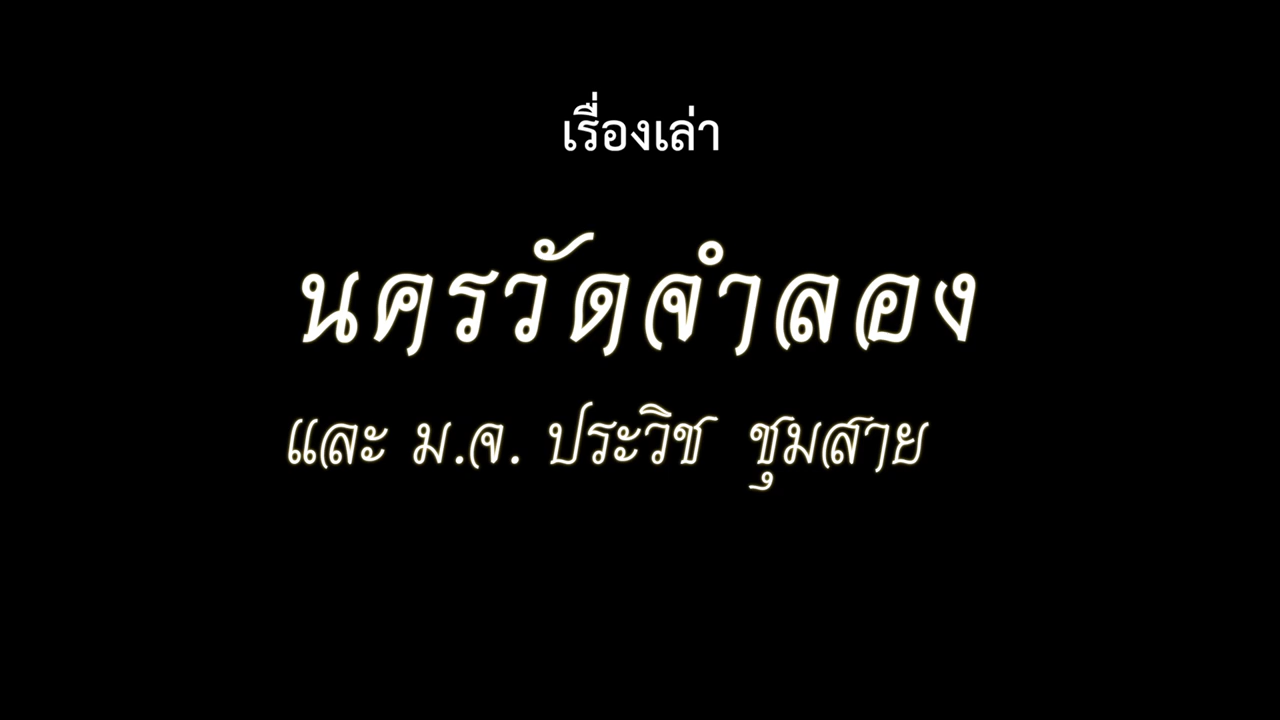 เรื่องเล่า
นครวัดจำลอง
และ ม.จ. ประวิช ชุมสาย